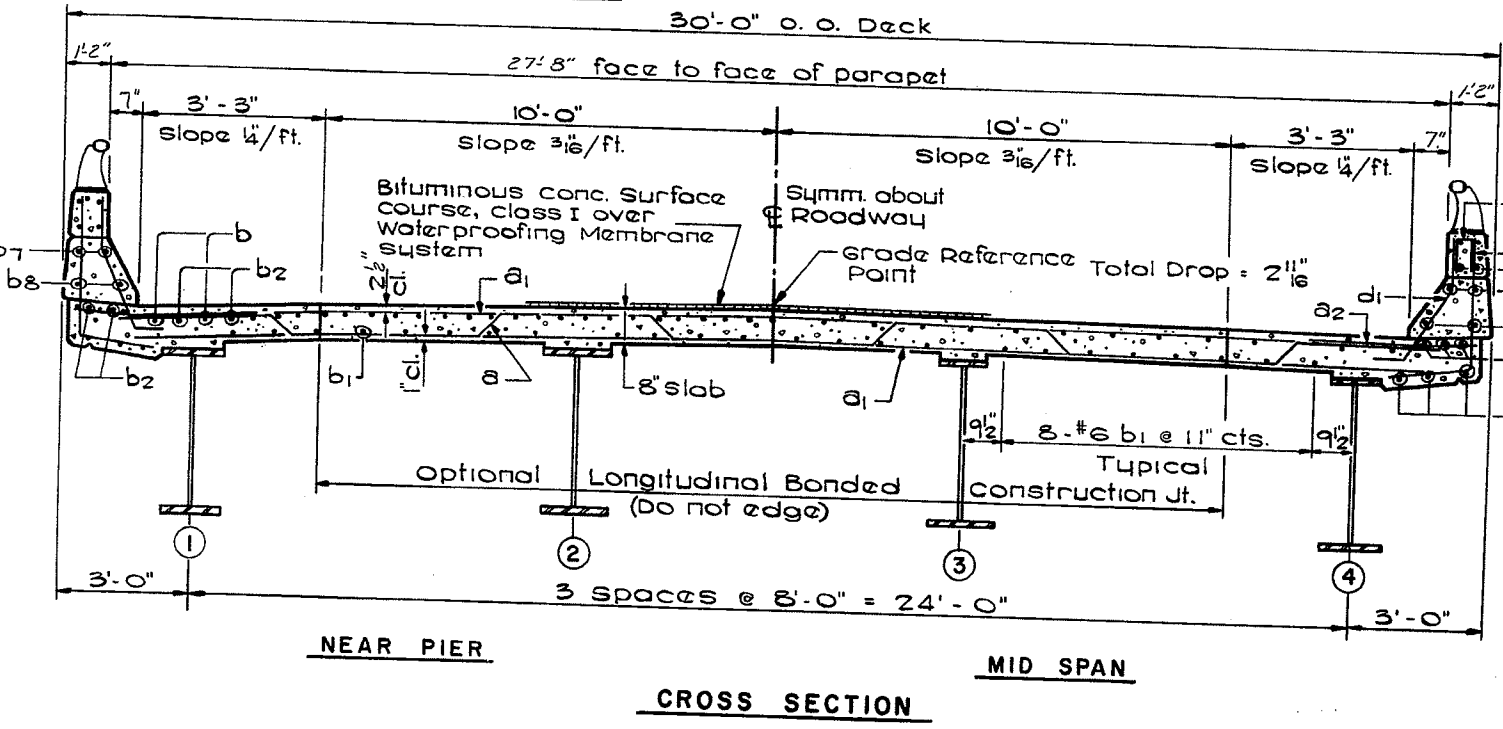 30'-0" O. O. Deck
1'-2"
27'-8" face to face of parapet
1'-2"
7"
3'-3"
10'-0"
10'-0"
3'-3"
7"
Slope 1/4"/ft.
Slope 3/16"/ft.
Slope 3/16"/ft.
Slope 1/4"/ft.
Bituminous Conc. Surface
Course, class I over
Waterproofing Membrane
System
Symm. about
℄ Roadway
Grade Reference
Point
Total Drop = 2 11/16"
b7
b8
b
b2
2 1/2" cl.
a1
a2
d1
b2
b1
1" cl.
a
8" slab
a1
9 1/2"
8-#6 b1 @ 11" cts.
9 1/2"
Typical
Optional Longitudinal Bonded Construction Jt.
(Do not edge)
1
2
3
4
3'-0"
3 spaces @ 8'-0" = 24'-0"
3'-0"
NEAR PIER
MID SPAN
CROSS SECTION